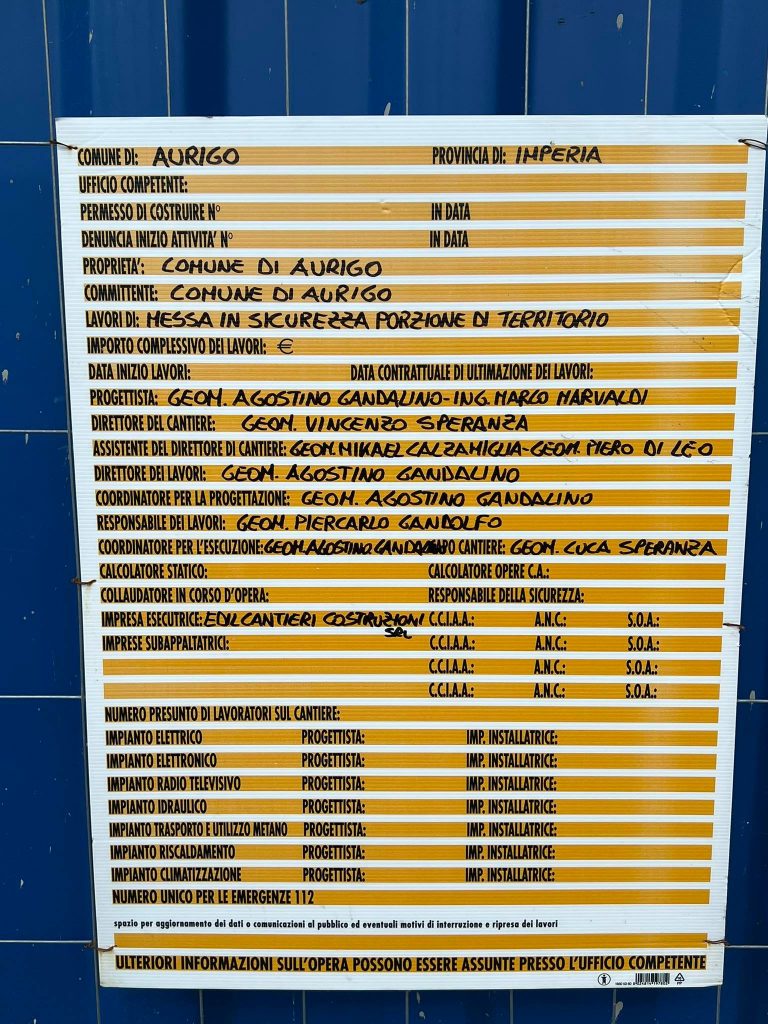 COMUNE DI: AURIGO PROVINCIA DI: IMPERIA
UFFICIO COMPETENTE:
PERMESSO DI COSTRUIRE N° IN DATA
DENUNCIA INIZIO ATTIVITA' N° IN DATA
PROPRIETA': COMUNE DI AURIGO
COMMITTENTE: COMUNE DI AURIGO
LAVORI DI: MESSA IN SICUREZZA PORZIONE DI TERRITORIO
IMPORTO COMPLESSIVO DEI LAVORI: €
DATA INIZIO LAVORI: DATA CONTRATTUALE DI ULTIMAZIONE DEI LAVORI:
PROGETTISTA: GEOM. AGOSTINO GANDALINO-ING. MARCO MARVALDI
DIRETTORE DEL CANTIERE: GEOM. VINCENZO SPERANZA
ASSISTENTE DEL DIRETTORE DI CANTIERE: GEOM. MIKAEL CALZAMIGLIA-GEOM. PIERO DI LEO
DIRETTORE DEI LAVORI: GEOM. AGOSTINO GANDALINO
COORDINATORE PER LA PROGETTAZIONE: GEOM. AGOSTINO GANDALINO
RESPONSABILE DEI LAVORI: GEOM. PIERCARLO GANDOLFO
COORDINATORE PER L'ESECUZIONE: GEOM. AGOSTINO CANTIERE: GEOM. LUCA SPERANZA
CALCOLATORE STATICO: CALCOLATORE OPERE C.A.:
COLLAUDATORE IN CORSO D'OPERA: RESPONSABILE DELLA SICUREZZA:
IMPRESA ESECUTRICE: EDILCANTIERI COSTRUZIONI SRL C.C.I.A.A.: A.N.C.: S.O.A.:
IMPRESE SUBAPPALTATRICI: C.C.I.A.A.: A.N.C.: S.O.A.:
C.C.I.A.A.: A.N.C.: S.O.A.:
C.C.I.A.A.: A.N.C.: S.O.A.:
NUMERO PRESUNTO DI LAVORATORI SUL CANTIERE:
IMPIANTO ELETTRICO PROGETTISTA: IMP. INSTALLATRICE:
IMPIANTO ELETTRONICO PROGETTISTA: IMP. INSTALLATRICE:
IMPIANTO RADIO TELEVISIVO PROGETTISTA: IMP. INSTALLATRICE:
IMPIANTO IDRAULICO PROGETTISTA: IMP. INSTALLATRICE:
IMPIANTO TRASPORTO E UTILIZZO METANO PROGETTISTA: IMP. INSTALLATRICE:
IMPIANTO RISCALDAMENTO PROGETTISTA: IMP. INSTALLATRICE:
IMPIANTO CLIMATIZZAZIONE PROGETTISTA: IMP. INSTALLATRICE:
NUMERO UNICO PER LE EMERGENZE 112
spazio per aggiornamento dei dati o comunicazioni al pubblico ed eventuali motivi di interruzione e ripresa dei lavori
ULTERIORI INFORMAZIONI SULL'OPERA POSSONO ESSERE ASSUNTE PRESSO L'UFFICIO COMPETENTE